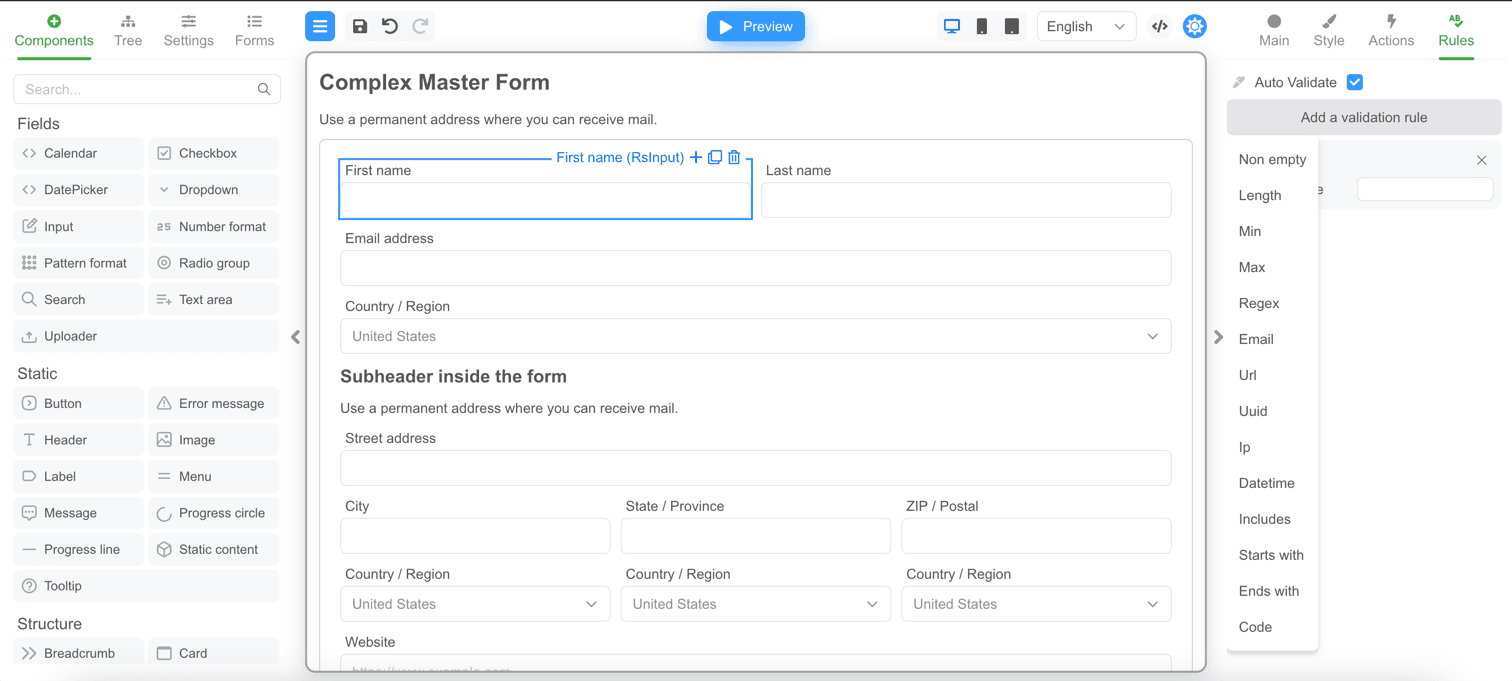 Components
Tree
Settings
Forms
Search...
Fields
Calendar
Checkbox
DatePicker
Dropdown
Input
25 Number format
Pattern format
Radio group
Search
Text area
Uploader
Static
Button
Error message
Header
Image
Label
Menu
Message
Progress circle
Progress line
Static content
Tooltip
Structure
Breadcrumb
Card
Preview
English
Complex Master Form
Use a permanent address where you can receive mail.
First name (RsInput)
First name
Last name
Email address
Country / Region
United States
Subheader inside the form
Use a permanent address where you can receive mail.
Street address
City
State / Province
ZIP / Postal
Country / Region
Country / Region
Country / Region
United States
United States
United States
Website
https://www.example.com
Main
Style
Actions
AB
Rules
Auto Validate
Add a validation rule
Non empty
Length
Min
Max
Regex
Email
Url
Uuid
Ip
Datetime
Includes
Starts with
Ends with
Code